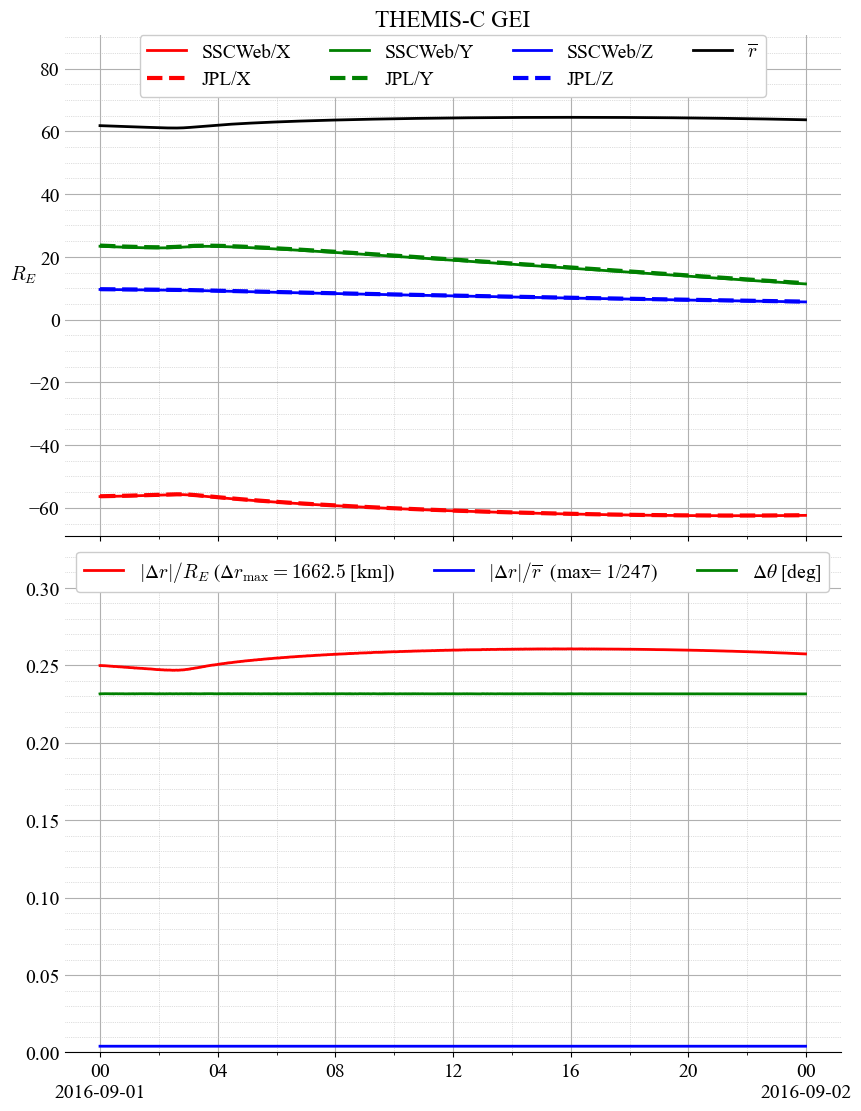 THEMIS-C GEI
SSCWeb/X SSCWeb/Y SSCWeb/Z r̅
JPL/X JPL/Y JPL/Z
80
60
40
20
R_E
0
−20
−40
−60
|Δr|/R_E (Δr_max = 1662.5 [km]) |Δr|/r̅ (max= 1/247) Δθ [deg]
0.30
0.25
0.20
0.15
0.10
0.05
0.00
00 04 08 12 16 20 00
2016-09-01 2016-09-02